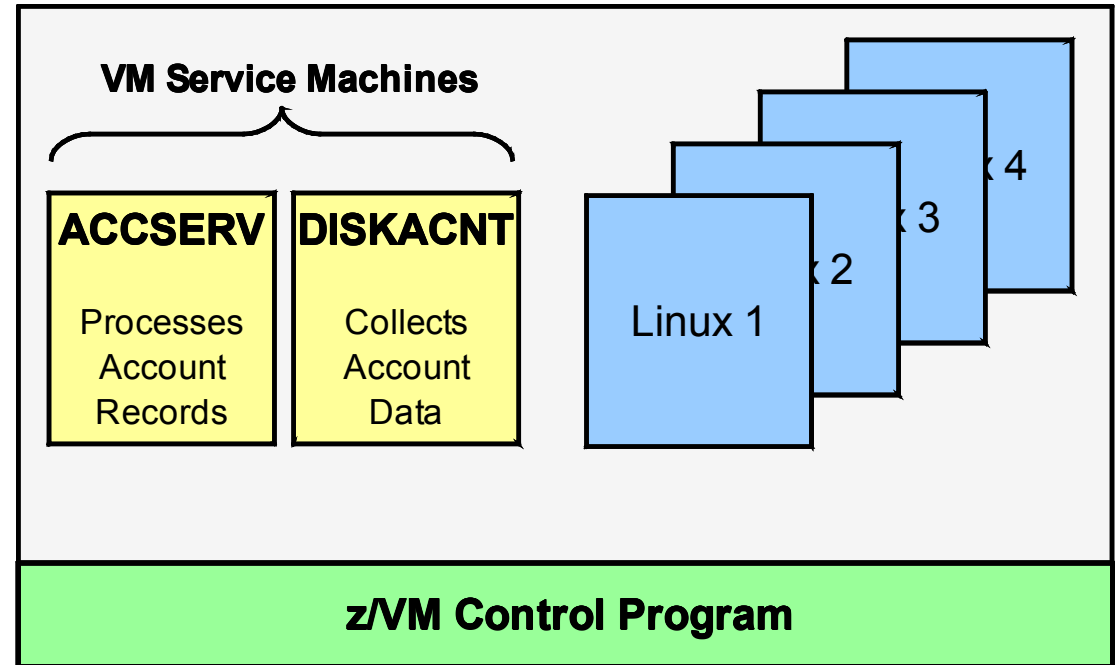 VM Service Machines
ACCSERV
Processes
Account
Records
DISKACNT
Collects
Account
Data
Linux 1
x 2
x 3
x 4
z/VM Control Program